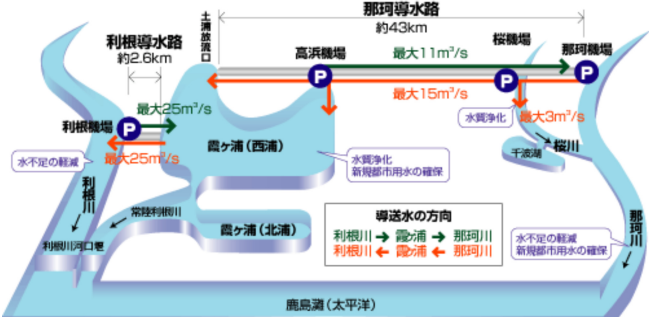 那珂導水路
約43km
土浦放流口
利根導水路
約2.6km
高浜機場
最大11m³/s
桜機場
那珂機場
P
P
P
最大15m³/s
最大3m³/s
水質浄化
最大25m³/s
利根機場
P
最大25m³/s
水不足の軽減
霞ヶ浦（西浦）
水質浄化
新規都市用水の確保
千波湖
桜川
利根川
常陸利根川
利根川河口堰
霞ヶ浦（北浦）
導送水の方向
利根川 → 霞ヶ浦 → 那珂川
利根川 ← 霞ヶ浦 ← 那珂川
水不足の軽減
新規都市用水の確保
那珂川
鹿島灘（太平洋）